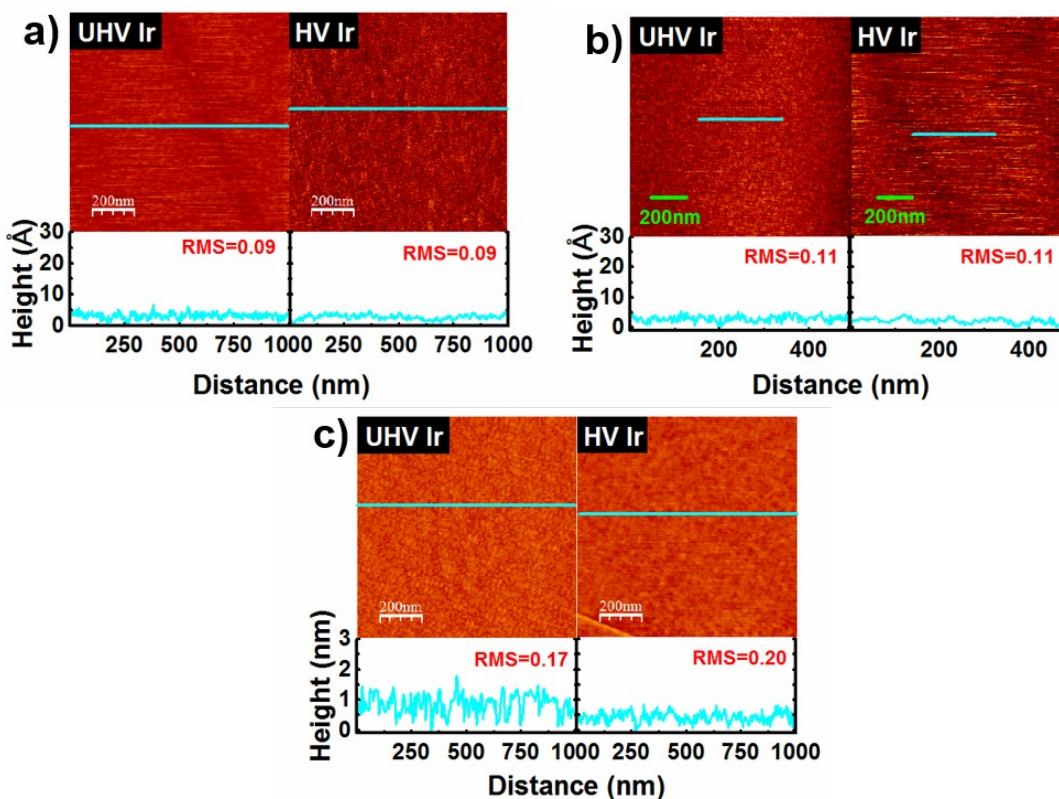 a)
UHV Ir
HV Ir
200nm
200nm
RMS=0.09
RMS=0.09
Height (Å)
30
20
10
0
250 500 750 1000
250 500 750 1000
Distance (nm)
b)
UHV Ir
HV Ir
200nm
200nm
RMS=0.11
RMS=0.11
Height (Å)
30
20
10
0
200 400
200 400
Distance (nm)
c)
UHV Ir
HV Ir
200nm
200nm
RMS=0.17
RMS=0.20
Height (nm)
3
2
1
0
250 500 750 1000
250 500 750 1000
Distance (nm)